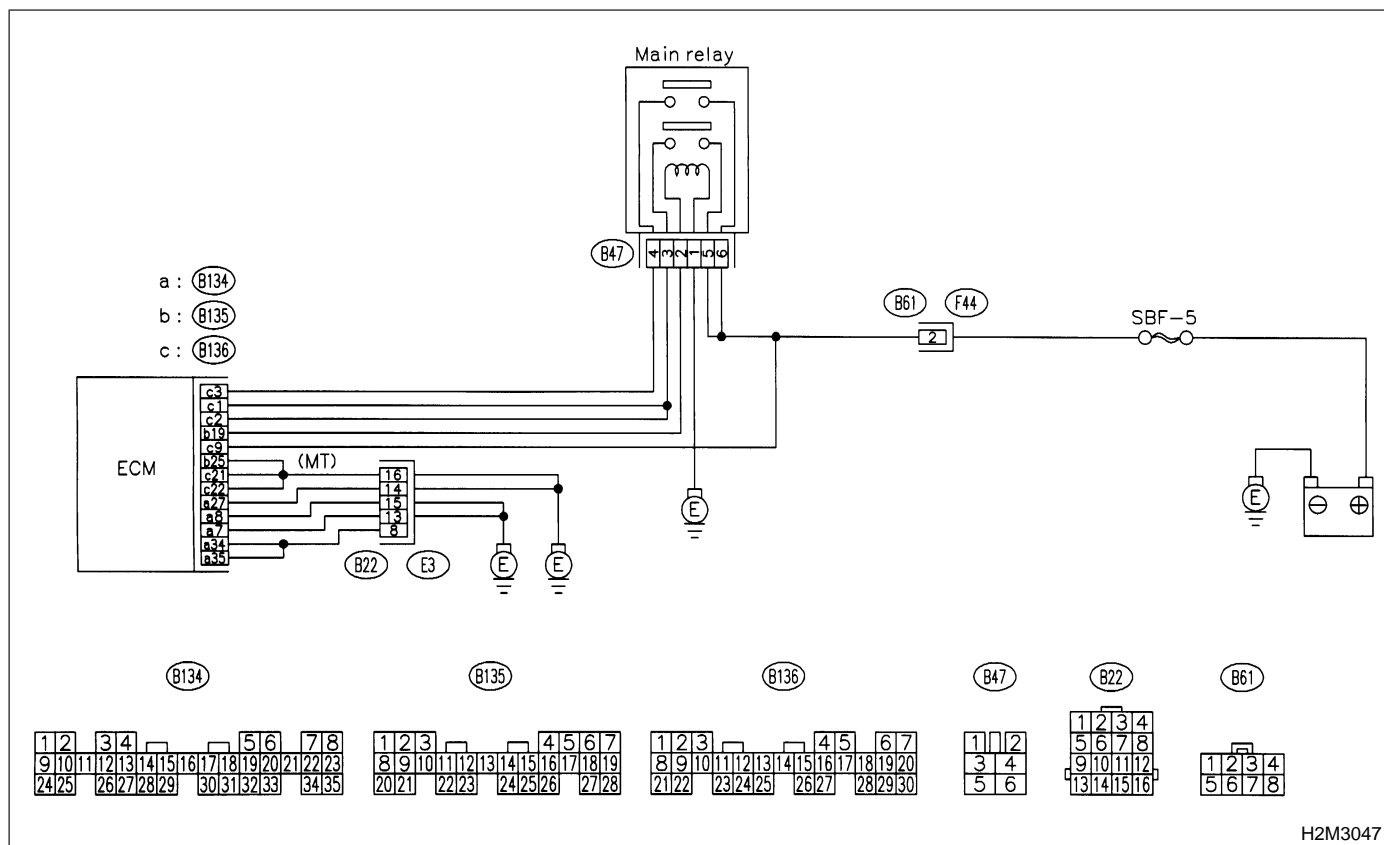 Main relay
B47
4 3 2 1 5 6
a : B134
b : B135
c : B136
B61 F44
2
SBF-5
ECM
c3
c1
c2
b19
c9
b25
c21
c22
a27
a8
a7
a34
a35
(MT)
16
14
15
13
8
B22 E3
E
E
E
E
⊖ ⊕
B134
1 2 3 4 5 6 7 8
9 10 11 12 13 14 15 16 17 18 19 20 21 22 23
24 25 26 27 28 29 30 31 32 33 34 35
B135
1 2 3 4 5 6 7
8 9 10 11 12 13 14 15 16 17 18 19
20 21 22 23 24 25 26 27 28
B136
1 2 3 4 5 6 7
8 9 10 11 12 13 14 15 16 17 18 19 20
21 22 23 24 25 26 27 28 29 30
B47
1 2
3 4
5 6
B22
1 2 3 4
5 6 7 8
9 10 11 12
13 14 15 16
B61
1 2 3 4
5 6 7 8
H2M3047